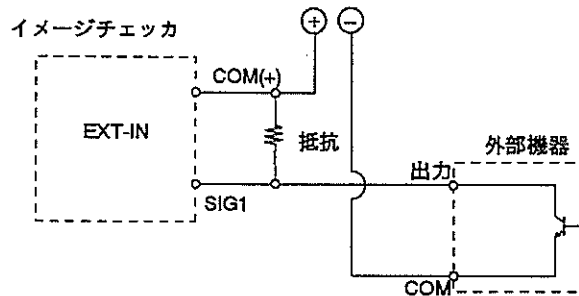 イメージチェッカ
+ −
COM(+)
EXT-IN
抵抗
外部機器
出力
SIG1
COM